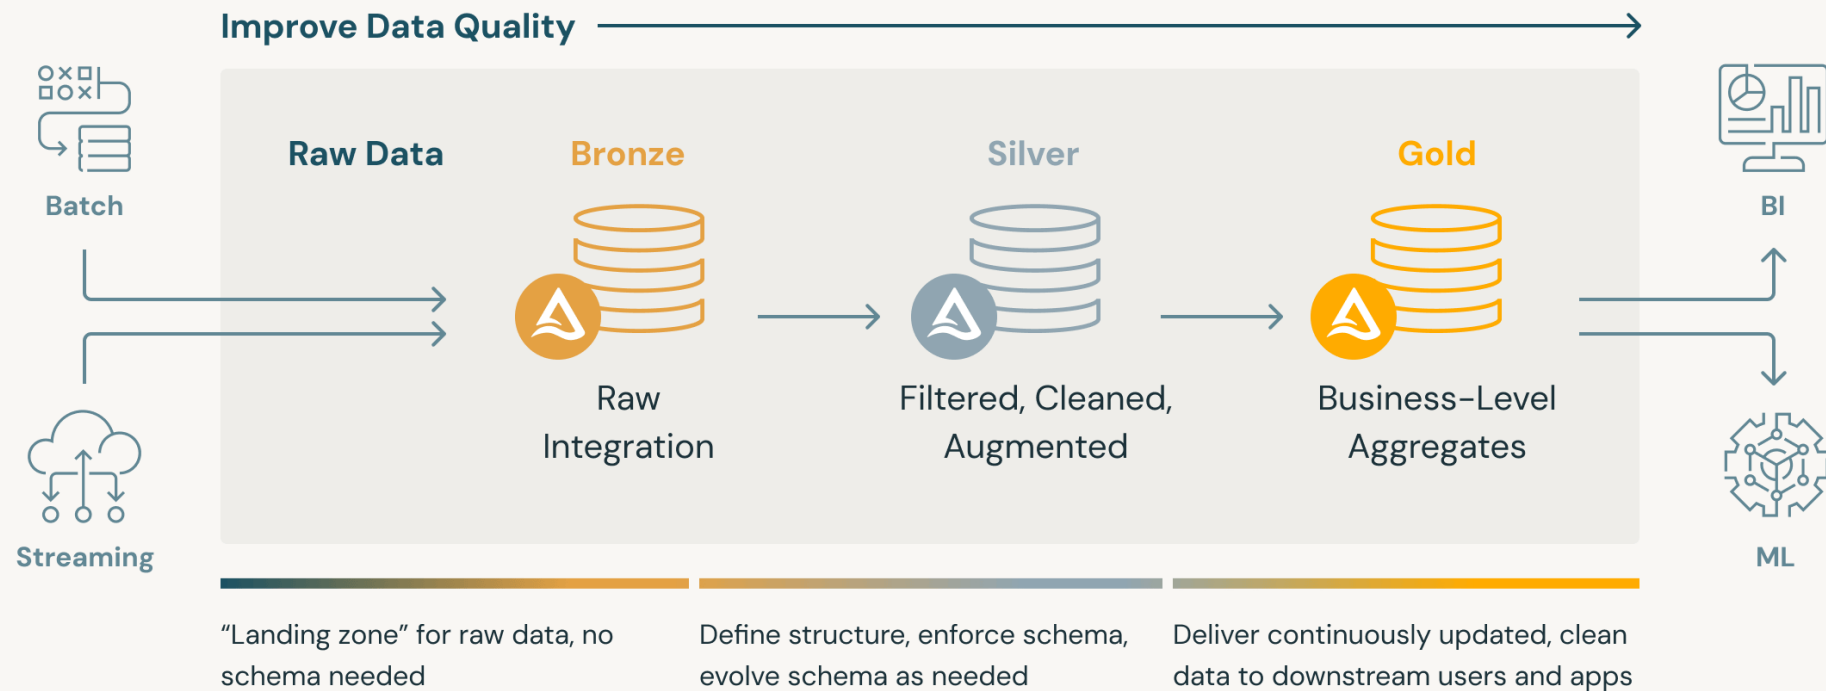 Improve Data Quality
Batch
Streaming
Raw Data
Bronze
Raw
Integration
Silver
Filtered, Cleaned,
Augmented
Gold
Business-Level
Aggregates
BI
ML
“Landing zone” for raw data, no
schema needed
Define structure, enforce schema,
evolve schema as needed
Deliver continuously updated, clean
data to downstream users and apps